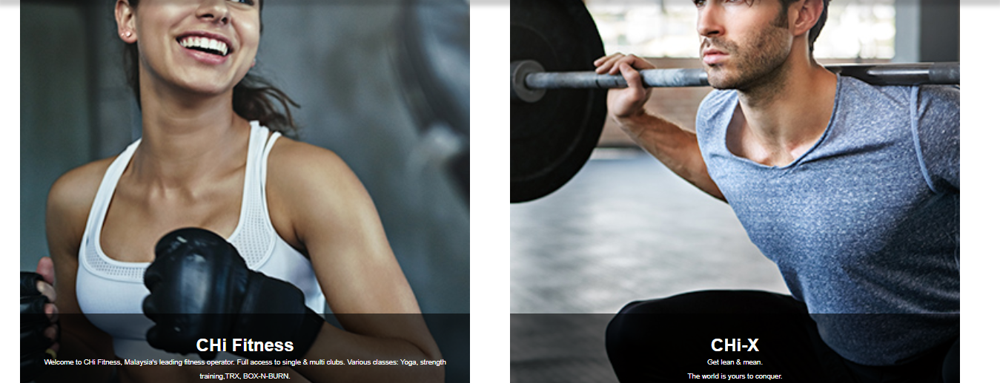 CHi Fitness
Welcome to CHi Fitness, Malaysia's leading fitness operator. Full access to single & multi clubs. Various classes: Yoga, strength
training,TRX, BOX-N-BURN.
CHi-X
Get lean & mean.
The world is yours to conquer.